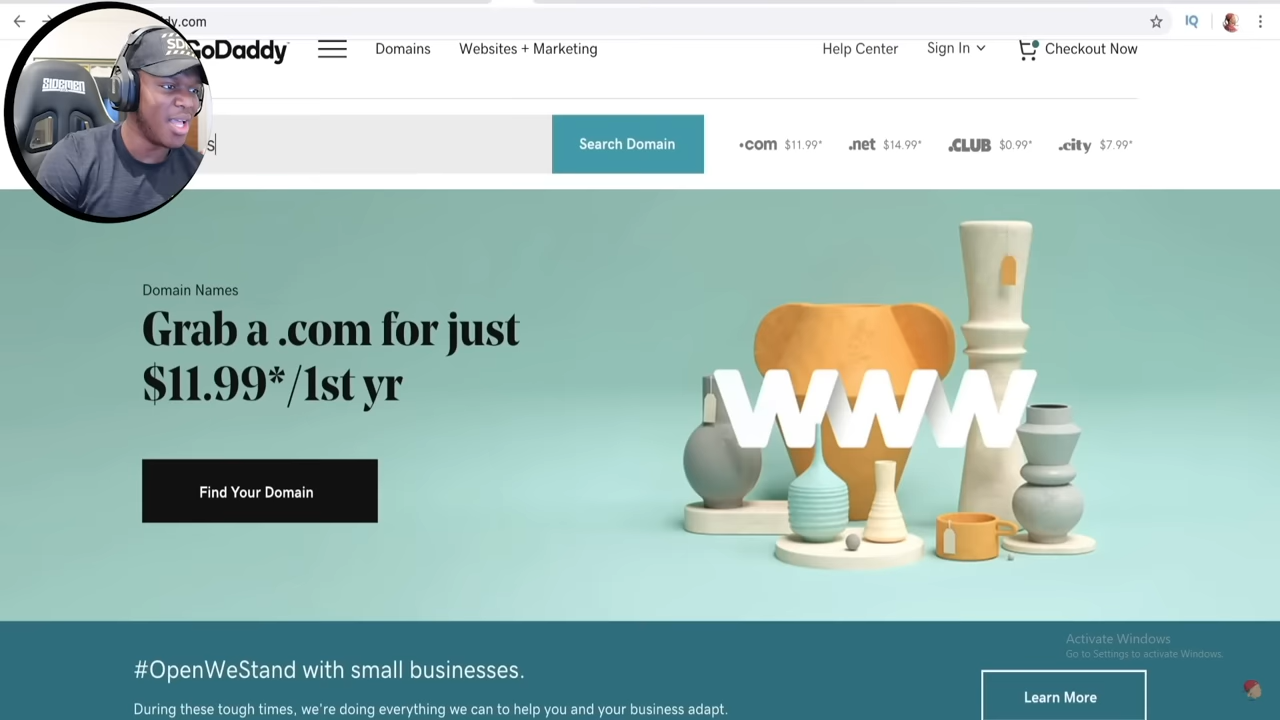 dy.com
IQ
GoDaddy
Domains
Websites + Marketing
Help Center
Sign In
Checkout Now
SIDEMEN
SD
s
Search Domain
.com $11.99*
.net $14.99*
.CLUB $0.99*
.city $7.99*
Domain Names
Grab a .com for just
$11.99*/1st yr
www
Find Your Domain
Activate Windows
Go to Settings to activate Windows.
#OpenWeStand with small businesses.
During these tough times, we're doing everything we can to help you and your business adapt.
Learn More